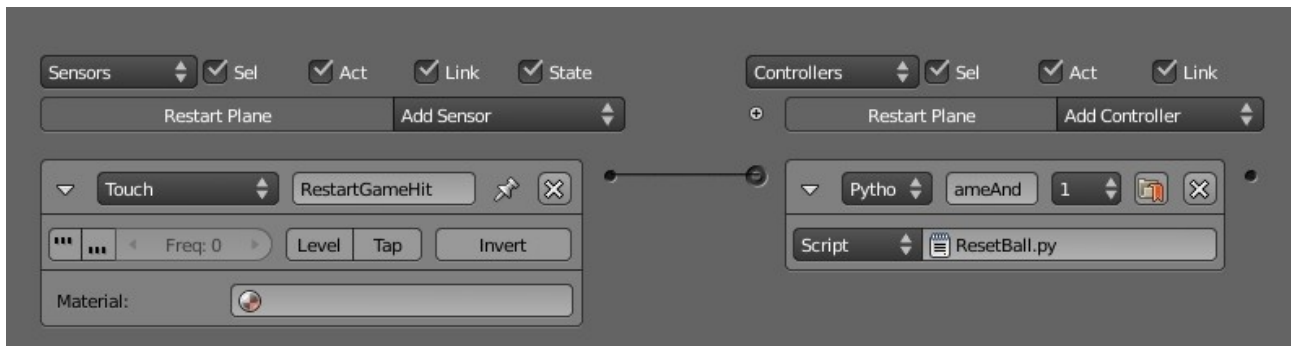 Sensors Sel Act Link State Controllers Sel Act Link
Restart Plane Add Sensor Restart Plane Add Controller
Touch RestartGameHit Pytho ameAnd 1
Freq: 0 Level Tap Invert Script ResetBall.py
Material: